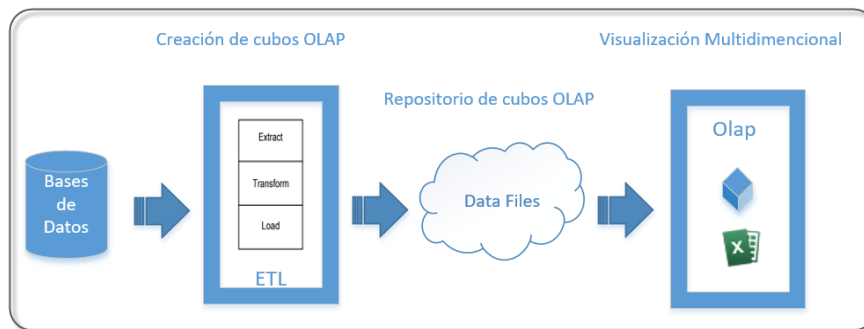 Creación de cubos OLAP
Visualización Multidimencional
Repositorio de cubos OLAP
Bases
de
Datos
Extract
Transform
Load
ETL
Data Files
Olap
X